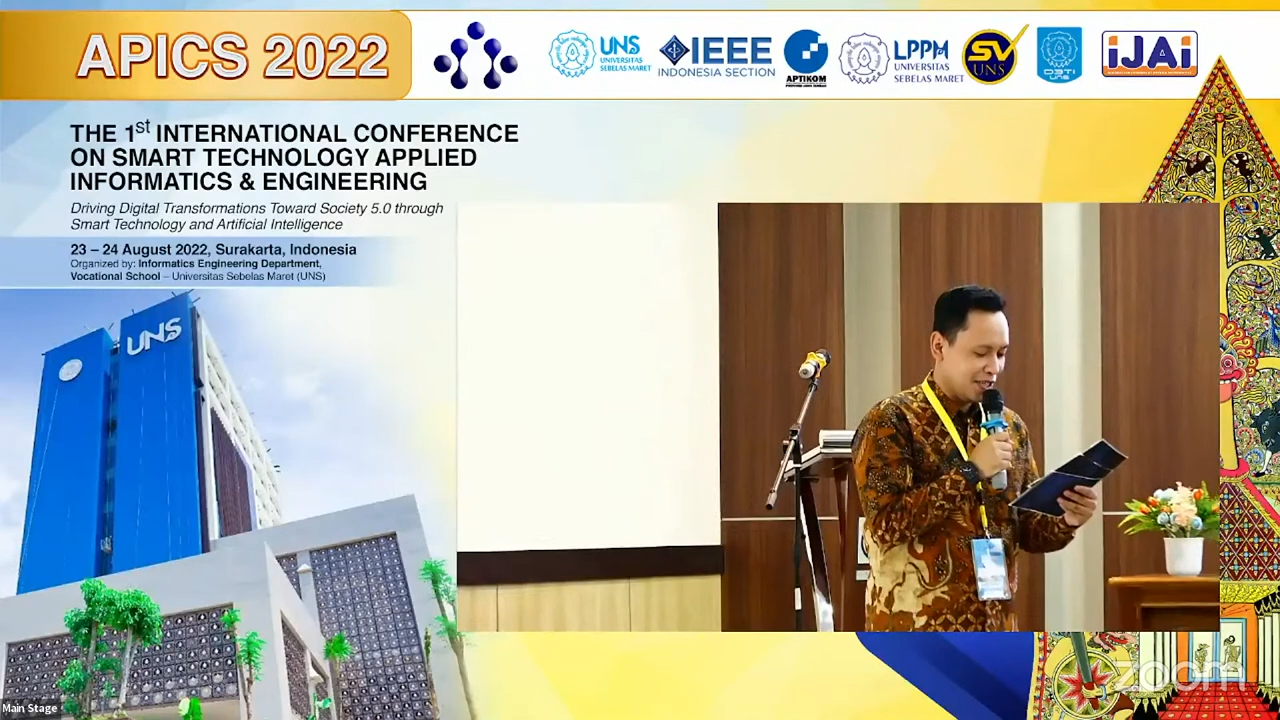 APICS 2022
UNS
UNIVERSITAS
SEBELAS MARET
IEEE
INDONESIA SECTION
APTIKOM
LPPM
UNIVERSITAS
SEBELAS MARET
SV
UNS
D3TI
UNS
iJAi
THE 1st INTERNATIONAL CONFERENCE
ON SMART TECHNOLOGY APPLIED
INFORMATICS & ENGINEERING
Driving Digital Transformations Toward Society 5.0 through
Smart Technology and Artificial Intelligence
23 – 24 August 2022, Surakarta, Indonesia
Organized by: Informatics Engineering Department,
Vocational School – Universitas Sebelas Maret (UNS)
UNS
zoom
Main Stage